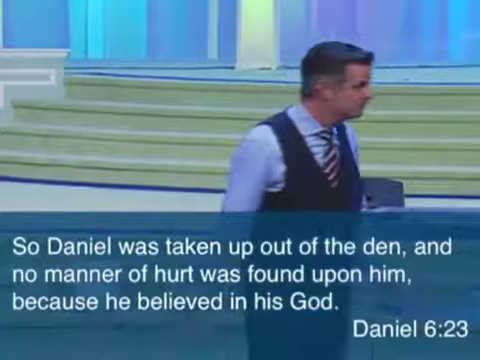 So Daniel was taken up out of the den, and
no manner of hurt was found upon him,
because he believed in his God.
Daniel 6:23